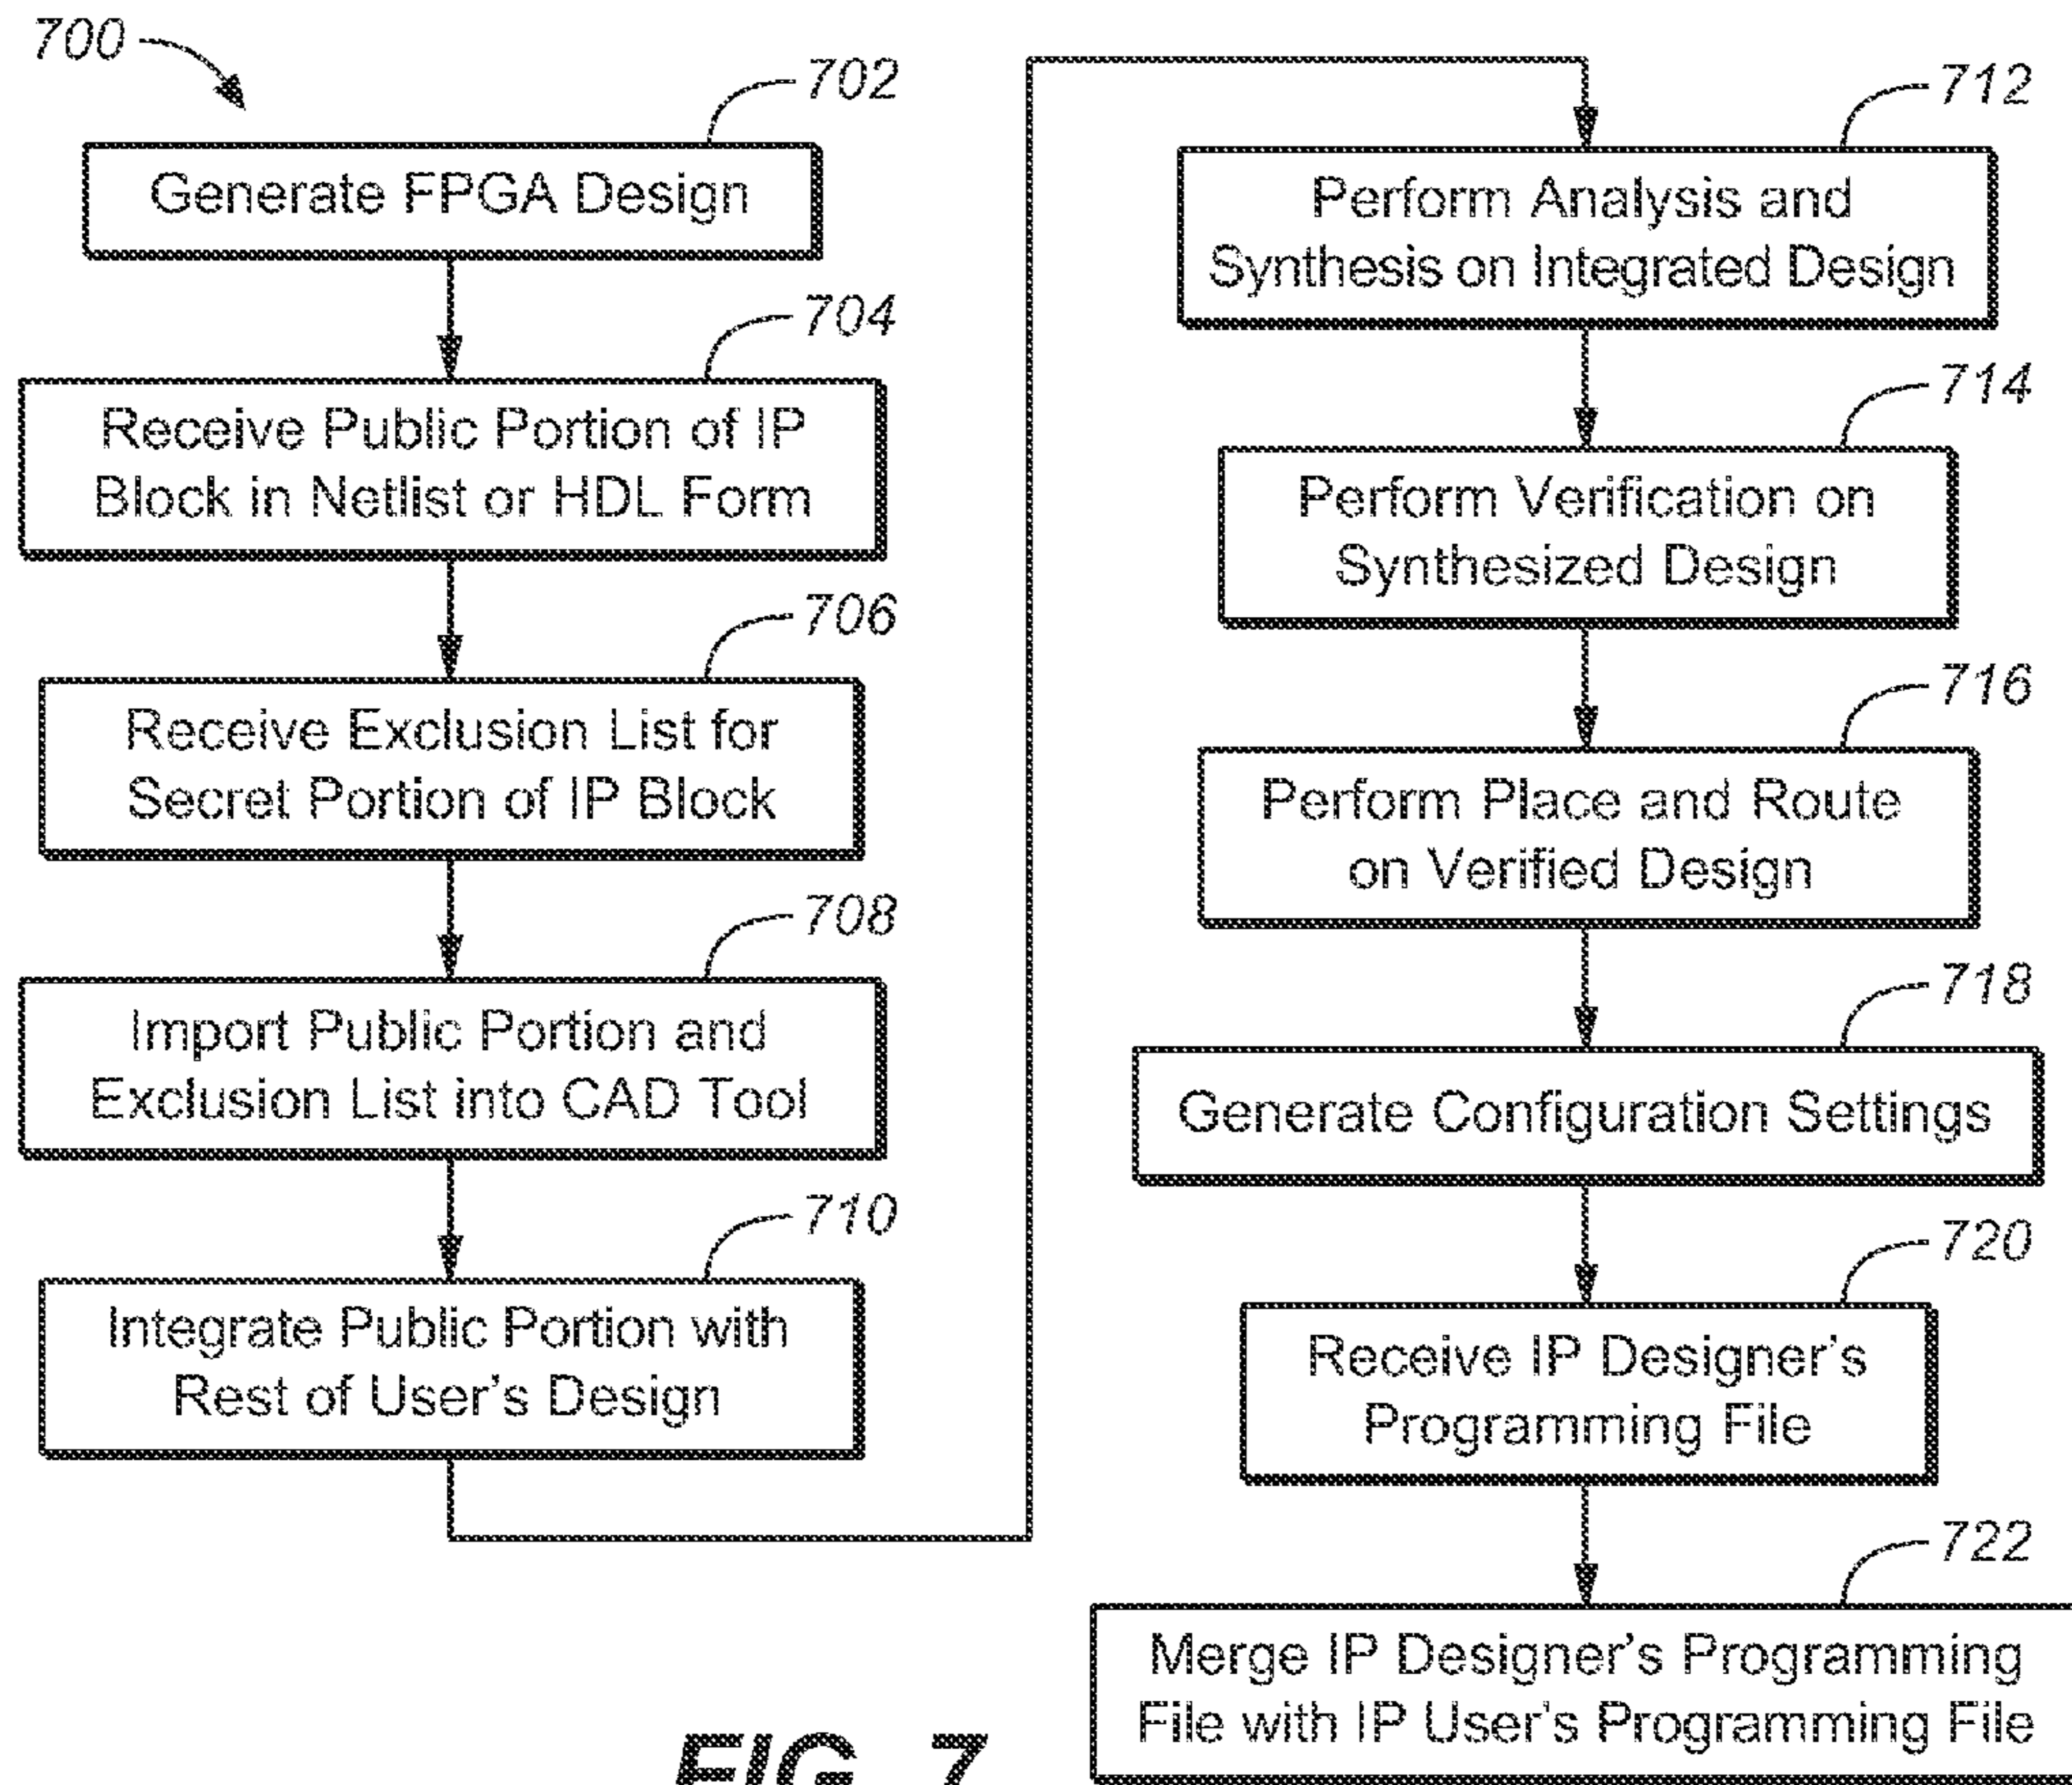 700
702
Generate FPGA Design
704
Receive Public Portion of IP
Block in Netlist or HDL Form
706
Receive Exclusion List for
Secret Portion of IP Block
708
Import Public Portion and
Exclusion List into CAD Tool
710
Integrate Public Portion with
Rest of User's Design
712
Perform Analysis and
Synthesis on Integrated Design
714
Perform Verification on
Synthesized Design
716
Perform Place and Route
on Verified Design
718
Generate Configuration Settings
720
Receive IP Designer's
Programming File
722
Merge IP Designer's Programming
File with IP User's Programming File
FIG. 7